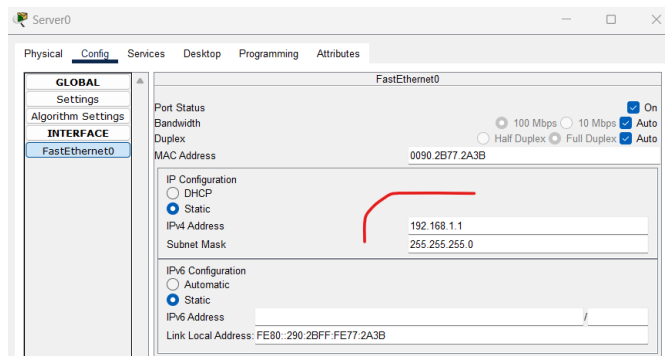 Server0
Physical Config Services Desktop Programming Attributes
GLOBAL
Settings
Algorithm Settings
INTERFACE
FastEthernet0
FastEthernet0
Port Status On
Bandwidth 100 Mbps 10 Mbps Auto
Duplex Half Duplex Full Duplex Auto
MAC Address 0090.2B77.2A3B
IP Configuration
DHCP
Static
IPv4 Address 192.168.1.1
Subnet Mask 255.255.255.0
IPv6 Configuration
Automatic
Static
IPv6 Address /
Link Local Address: FE80::290:2BFF:FE77:2A3B